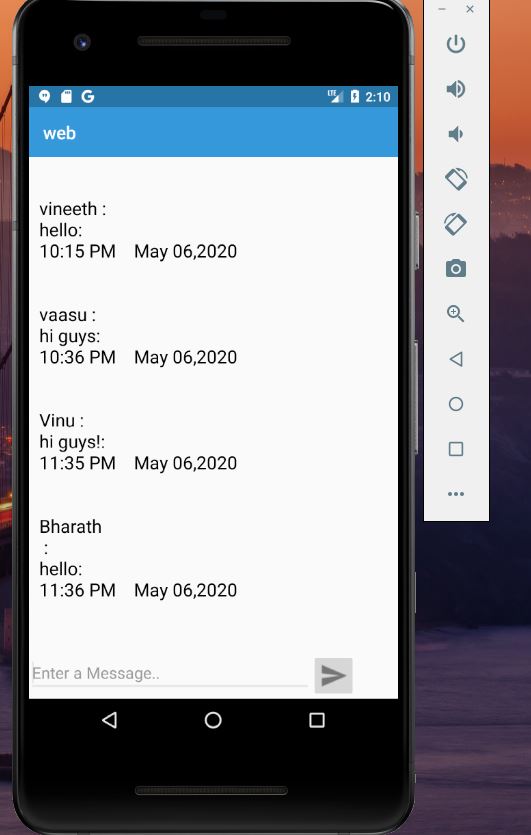 LTE 2:10
web
vineeth :
hello:
10:15 PM May 06,2020
vaasu :
hi guys:
10:36 PM May 06,2020
Vinu :
hi guys!:
11:35 PM May 06,2020
Bharath
:
hello:
11:36 PM May 06,2020
Enter a Message..